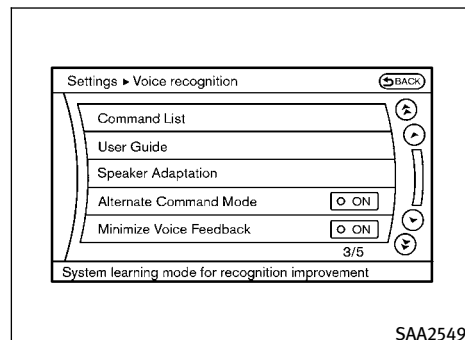 Settings ▸ Voice recognition BACK
Command List
User Guide
Speaker Adaptation
Alternate Command Mode ON
Minimize Voice Feedback ON
3/5
System learning mode for recognition improvement
SAA2549